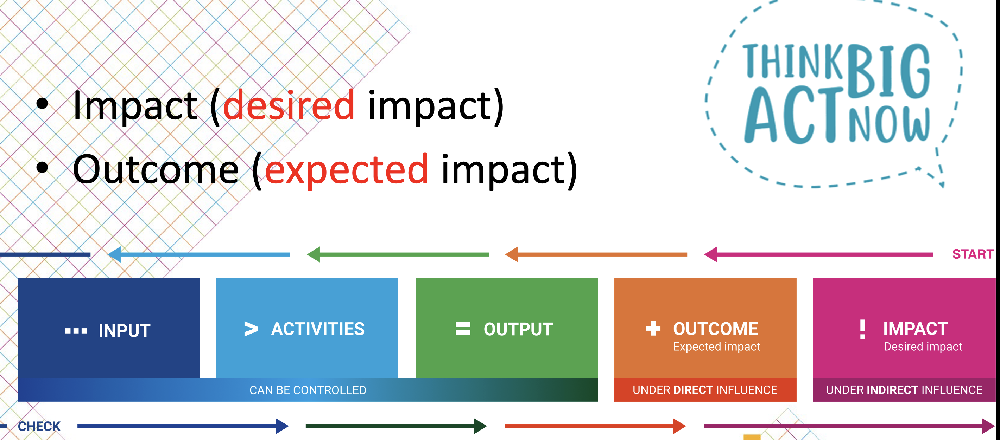 • Impact (desired impact)
• Outcome (expected impact)
THINK BIG
ACT NOW
START
... INPUT
> ACTIVITIES
= OUTPUT
+ OUTCOME
Expected impact
! IMPACT
Desired impact
CAN BE CONTROLLED
UNDER DIRECT INFLUENCE
UNDER INDIRECT INFLUENCE
CHECK